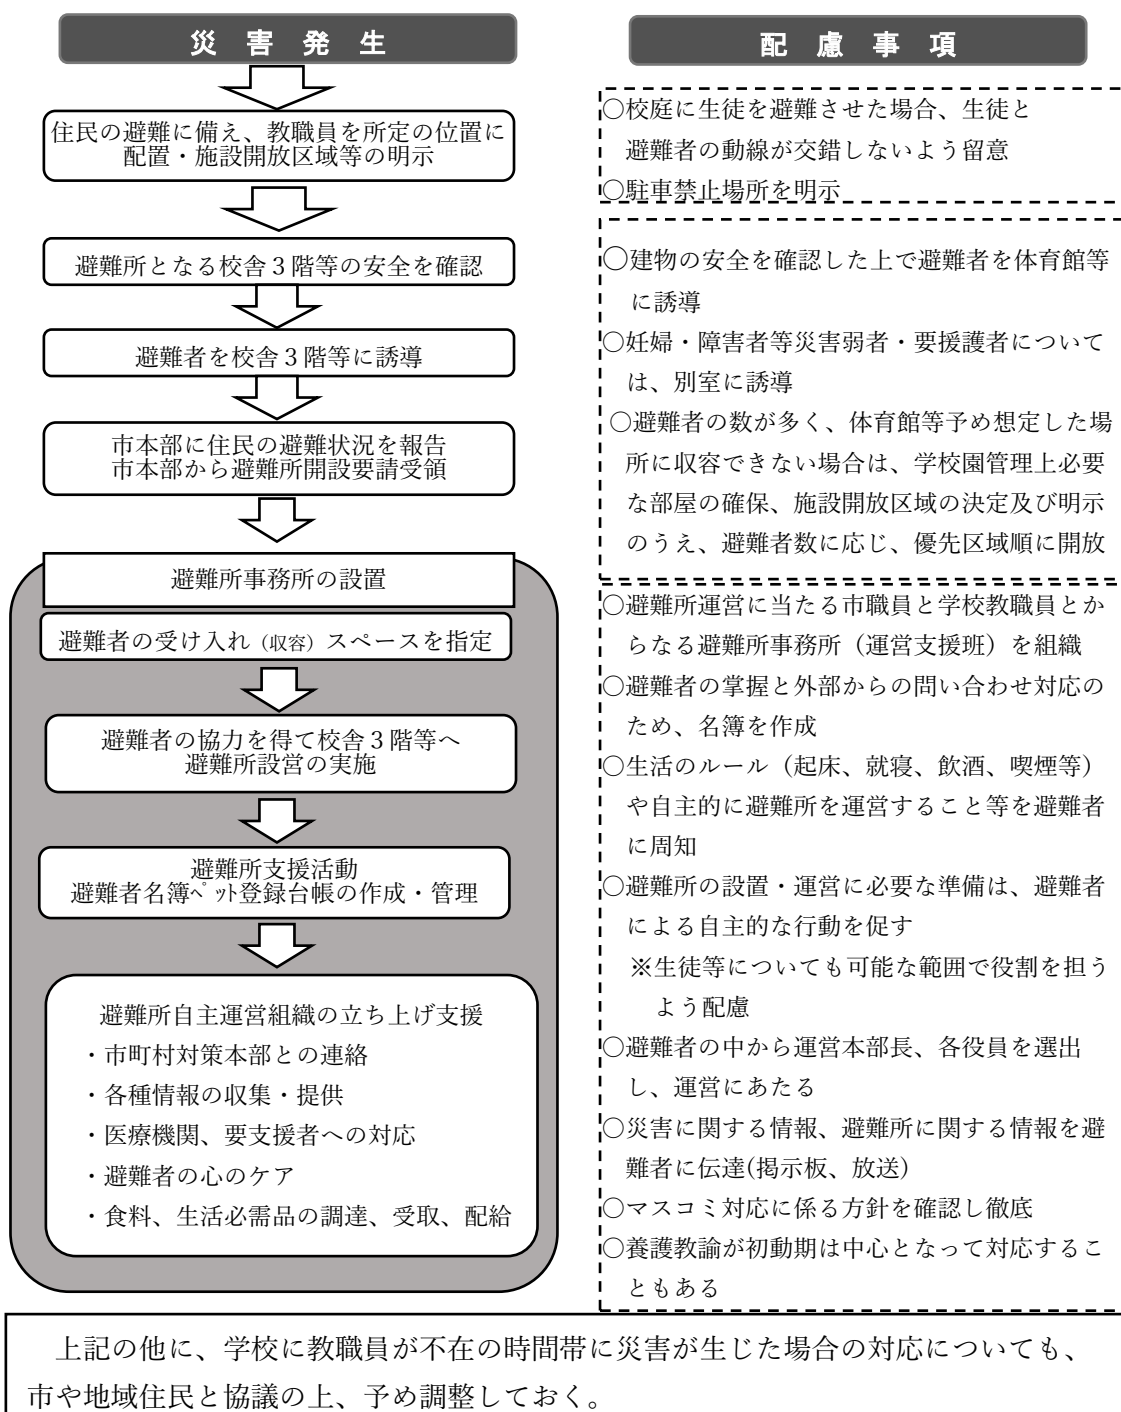 災害発生
住民の避難に備え、教職員を所定の位置に
配置・施設開放区域等の明示
避難所となる校舎３階等の安全を確認
避難者を校舎３階等に誘導
市本部に住民の避難状況を報告
市本部から避難所開設要請受領
避難所事務所の設置
避難者の受け入れ（収容）スペースを指定
避難者の協力を得て校舎３階等へ
避難所設営の実施
避難所支援活動
避難者名簿ﾍﾟｯﾄ登録台帳の作成・管理
避難所自主運営組織の立ち上げ支援
・市町村対策本部との連絡
・各種情報の収集・提供
・医療機関、要支援者への対応
・避難者の心のケア
・食料、生活必需品の調達、受取、配給
配慮事項
○校庭に生徒を避難させた場合、生徒と
避難者の動線が交錯しないよう留意
○駐車禁止場所を明示
○建物の安全を確認した上で避難者を体育館等
に誘導
○妊婦・障害者等災害弱者・要援護者について
は、別室に誘導
○避難者の数が多く、体育館等予め想定した場
所に収容できない場合は、学校園管理上必要
な部屋の確保、施設開放区域の決定及び明示
のうえ、避難者数に応じ、優先区域順に開放
○避難所運営に当たる市職員と学校教職員とか
らなる避難所事務所（運営支援班）を組織
○避難者の掌握と外部からの問い合わせ対応の
ため、名簿を作成
○生活のルール（起床、就寝、飲酒、喫煙等）
や自主的に避難所を運営すること等を避難者
に周知
○避難所の設置・運営に必要な準備は、避難者
による自主的な行動を促す
※生徒等についても可能な範囲で役割を担う
よう配慮
○避難者の中から運営本部長、各役員を選出
し、運営にあたる
○災害に関する情報、避難所に関する情報を避
難者に伝達(掲示板、放送)
○マスコミ対応に係る方針を確認し徹底
○養護教諭が初動期は中心となって対応するこ
ともある
上記の他に、学校に教職員が不在の時間帯に災害が生じた場合の対応についても、
市や地域住民と協議の上、予め調整しておく。